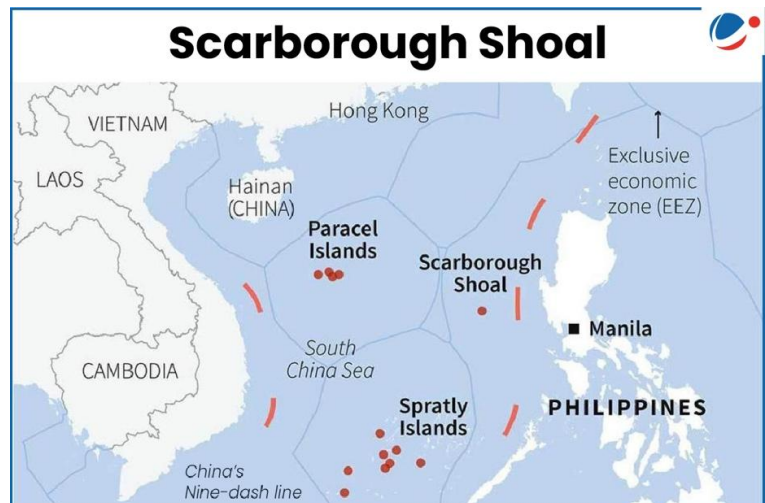 Scarborough Shoal
Hong Kong
VIETNAM
LAOS
Hainan
(CHINA)
Exclusive
economic
zone (EEZ)
Paracel
Islands
Scarborough
Shoal
Manila
South
China Sea
CAMBODIA
Spratly
Islands
PHILIPPINES
China's
Nine-dash line